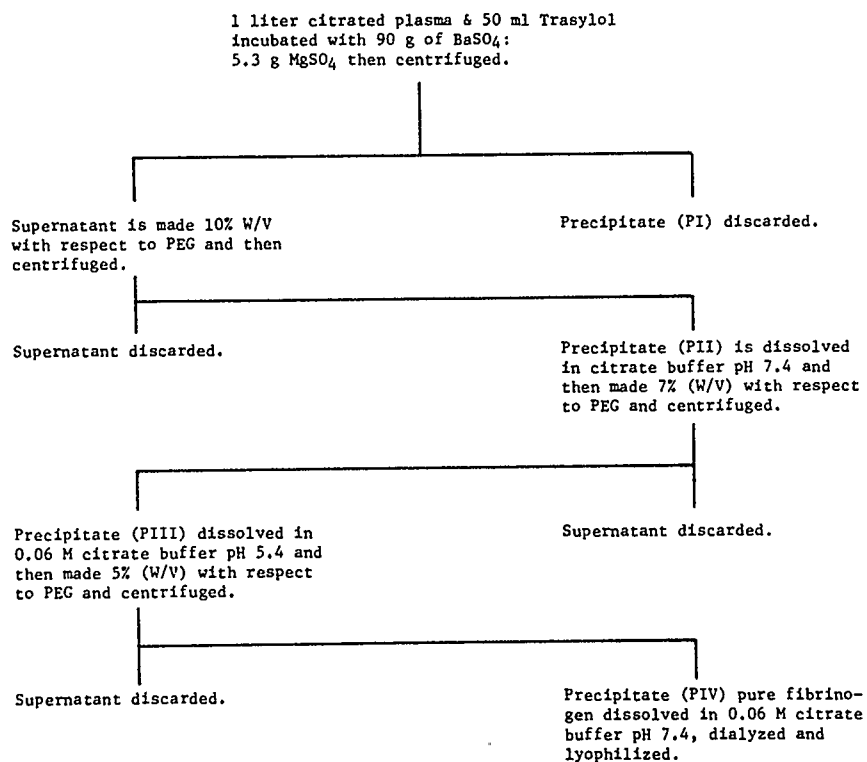 1 liter citrated plasma & 50 ml Trasylol
incubated with 90 g of BaSO4:
5.3 g MgSO4 then centrifuged.
Supernatant is made 10% W/V
with respect to PEG and then
centrifuged.
Precipitate (PI) discarded.
Supernatant discarded.
Precipitate (PII) is dissolved
in citrate buffer pH 7.4 and
then made 7% (W/V) with respect
to PEG and centrifuged.
Precipitate (PIII) dissolved in
0.06 M citrate buffer pH 5.4 and
then made 5% (W/V) with respect
to PEG and centrifuged.
Supernatant discarded.
Supernatant discarded.
Precipitate (PIV) pure fibrino-
gen dissolved in 0.06 M citrate
buffer pH 7.4, dialyzed and
lyophilized.